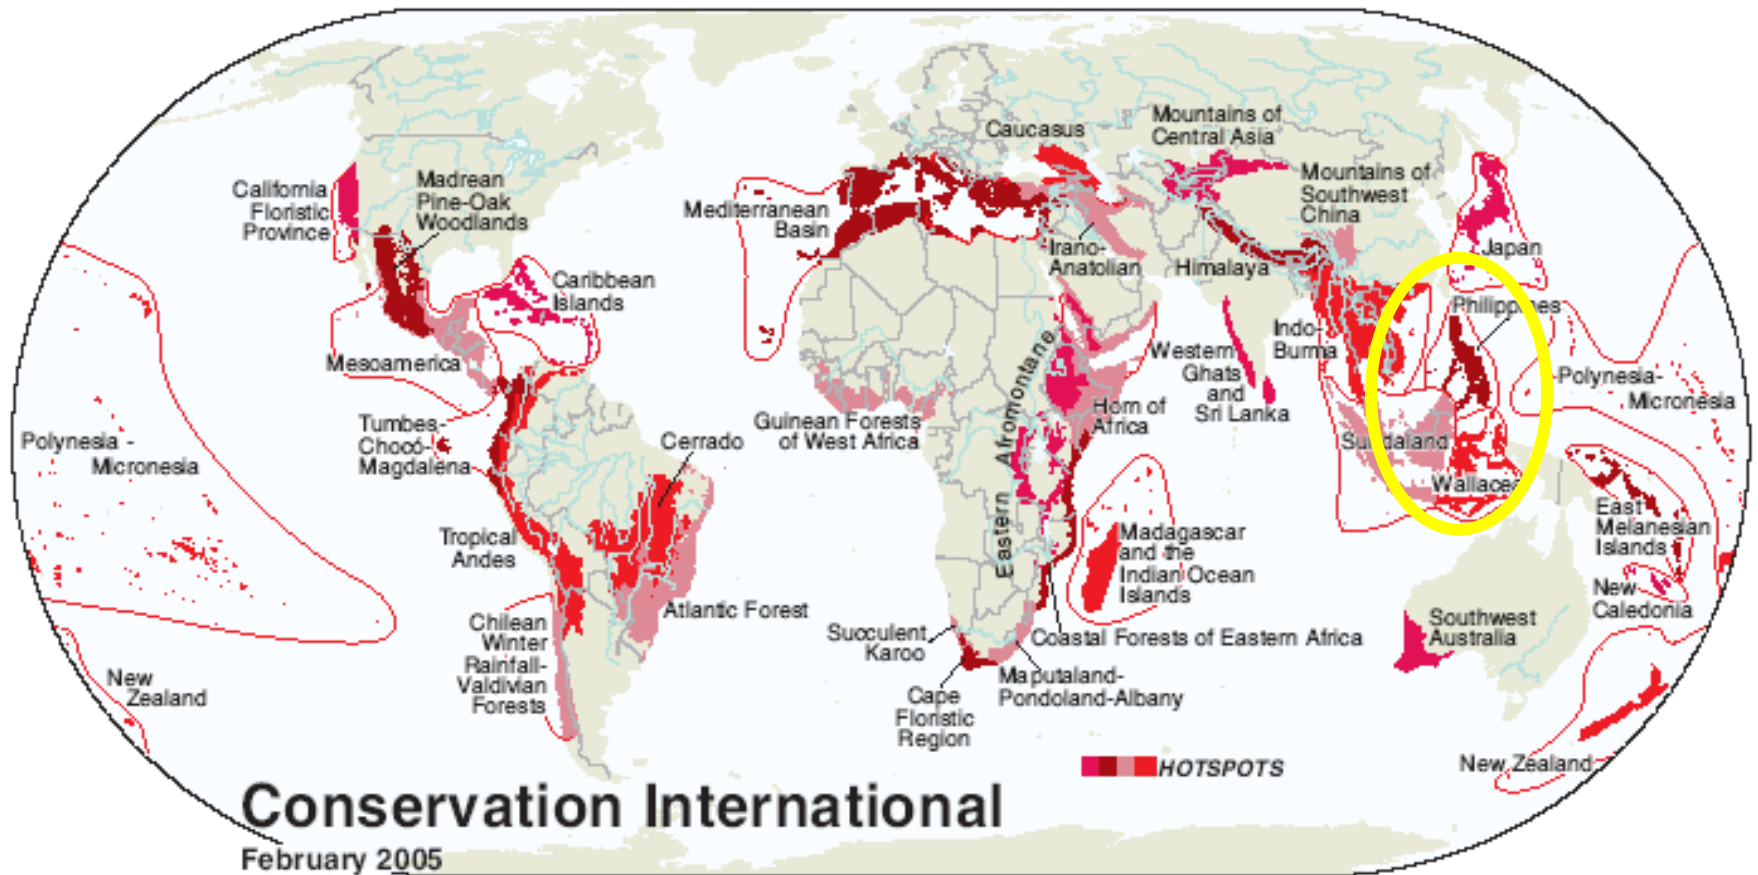 Caucasus
Mountains of
Central Asia
Mountains of
Southwest
China
California
Floristic
Province
Madrean
Pine-Oak
Woodlands
Mediterranean
Basin
Irano-
Anatolian
Himalaya
Japan
Caribbean
Islands
Philippines
Mesoamerica
Indo-
Burma
Western
Ghats
and
Sri Lanka
Polynesia-
Micronesia
Guinean Forests
of West Africa
Horn of
Africa
Eastern Afromontane
Tumbes-
Chocó-
Magdalena
Cerrado
Polynesia -
Micronesia
Sundaland
Wallacea
East
Melanesian
Islands
Tropical
Andes
Madagascar
and the
Indian Ocean
Islands
New
Caledonia
Atlantic Forest
Chilean
Winter
Rainfall-
Valdivian
Forests
Southwest
Australia
Succulent
Karoo
Coastal Forests of Eastern Africa
Maputaland-
Pondoland-Albany
Cape
Floristic
Region
New
Zealand
New Zealand
HOTSPOTS
Conservation International
February 2005